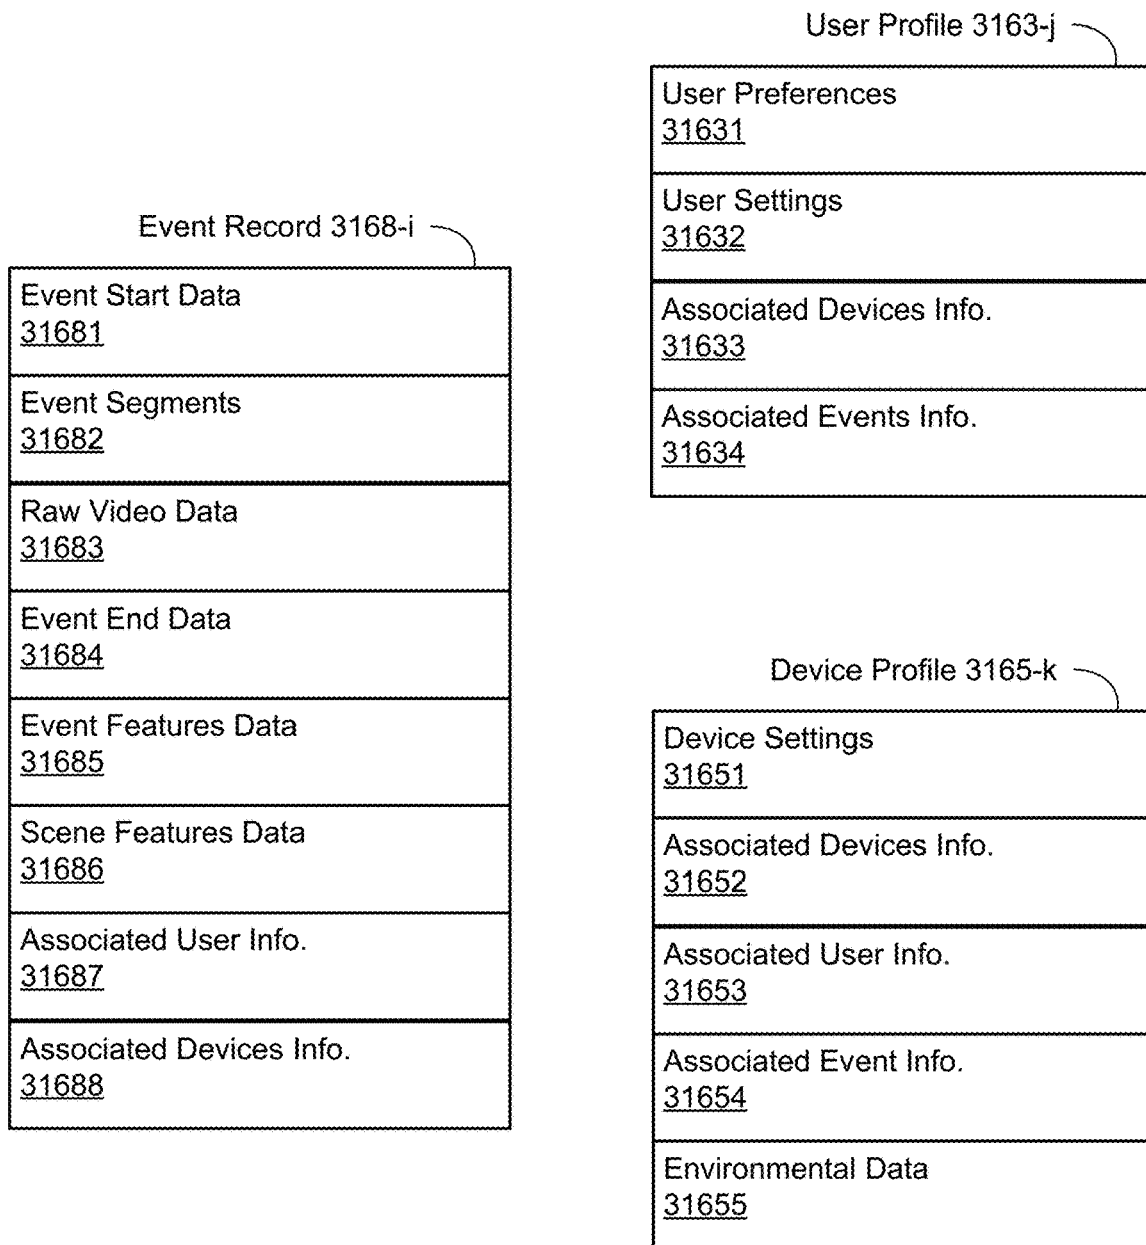 Event Record 3168-i
Event Start Data
31681
Event Segments
31682
Raw Video Data
31683
Event End Data
31684
Event Features Data
31685
Scene Features Data
31686
Associated User Info.
31687
Associated Devices Info.
31688
User Profile 3163-j
User Preferences
31631
User Settings
31632
Associated Devices Info.
31633
Associated Events Info.
31634
Device Profile 3165-k
Device Settings
31651
Associated Devices Info.
31652
Associated User Info.
31653
Associated Event Info.
31654
Environmental Data
31655